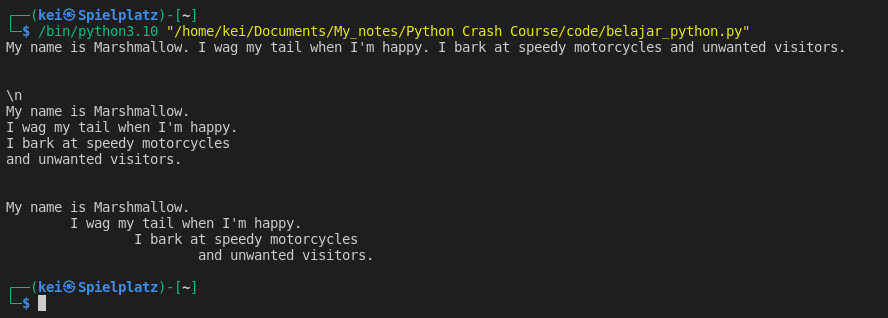 ┌──(kei㉿Spielplatz)-[~]
└─$ /bin/python3.10 "/home/kei/Documents/My_notes/Python Crash Course/code/belajar_python.py"
My name is Marshmallow. I wag my tail when I'm happy. I bark at speedy motorcycles and unwanted visitors.
\n
My name is Marshmallow.
I wag my tail when I'm happy.
I bark at speedy motorcycles
and unwanted visitors.
My name is Marshmallow.
        I wag my tail when I'm happy.
                I bark at speedy motorcycles
                        and unwanted visitors.
┌──(kei㉿Spielplatz)-[~]
└─$